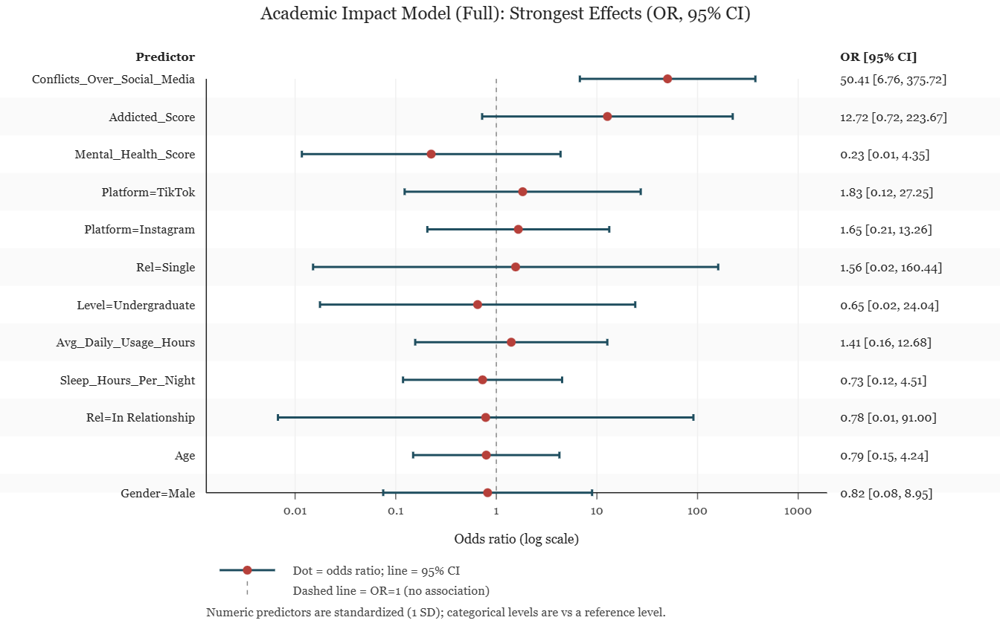 Academic Impact Model (Full): Strongest Effects (OR, 95% CI)
Predictor OR [95% CI]
Conflicts_Over_Social_Media 50.41 [6.76, 375.72]
Addicted_Score 12.72 [0.72, 223.67]
Mental_Health_Score 0.23 [0.01, 4.35]
Platform=TikTok 1.83 [0.12, 27.25]
Platform=Instagram 1.65 [0.21, 13.26]
Rel=Single 1.56 [0.02, 160.44]
Level=Undergraduate 0.65 [0.02, 24.04]
Avg_Daily_Usage_Hours 1.41 [0.16, 12.68]
Sleep_Hours_Per_Night 0.73 [0.12, 4.51]
Rel=In Relationship 0.78 [0.01, 91.00]
Age 0.79 [0.15, 4.24]
Gender=Male 0.82 [0.08, 8.95]
0.01 0.1 1 10 100 1000
Odds ratio (log scale)
Dot = odds ratio; line = 95% CI
Dashed line = OR=1 (no association)
Numeric predictors are standardized (1 SD); categorical levels are vs a reference level.